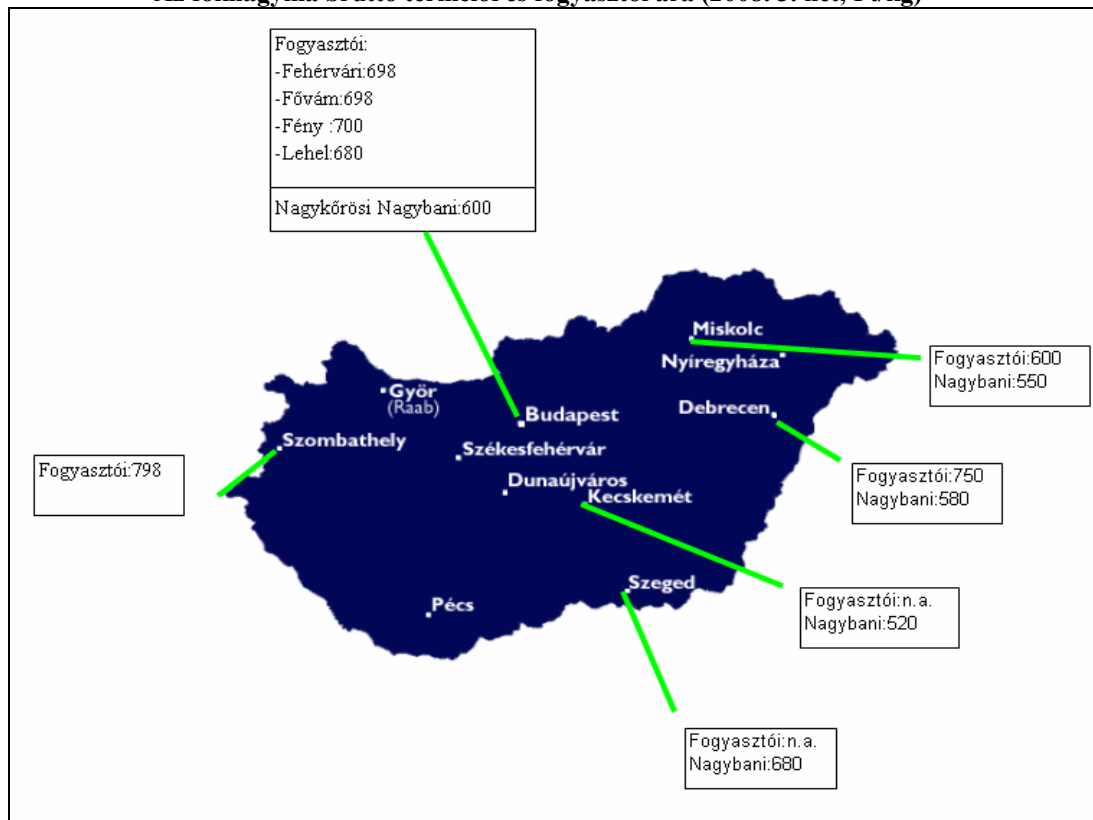 Fogyasztói:
-Fehérvári:698
-Fővám:698
-Fény :700
-Lehel:680
Nagykőrösi Nagybani:600
Miskolc
Nyíregyháza
Fogyasztói:600
Nagybani:550
Győr
(Raab)
Budapest
Debrecen
Szombathely
Székesfehérvár
Fogyasztói:798
Fogyasztói:750
Nagybani:580
Dunaújváros
Kecskemét
Szeged
Fogyasztói:n.a.
Nagybani:520
Pécs
Fogyasztói:n.a.
Nagybani:680